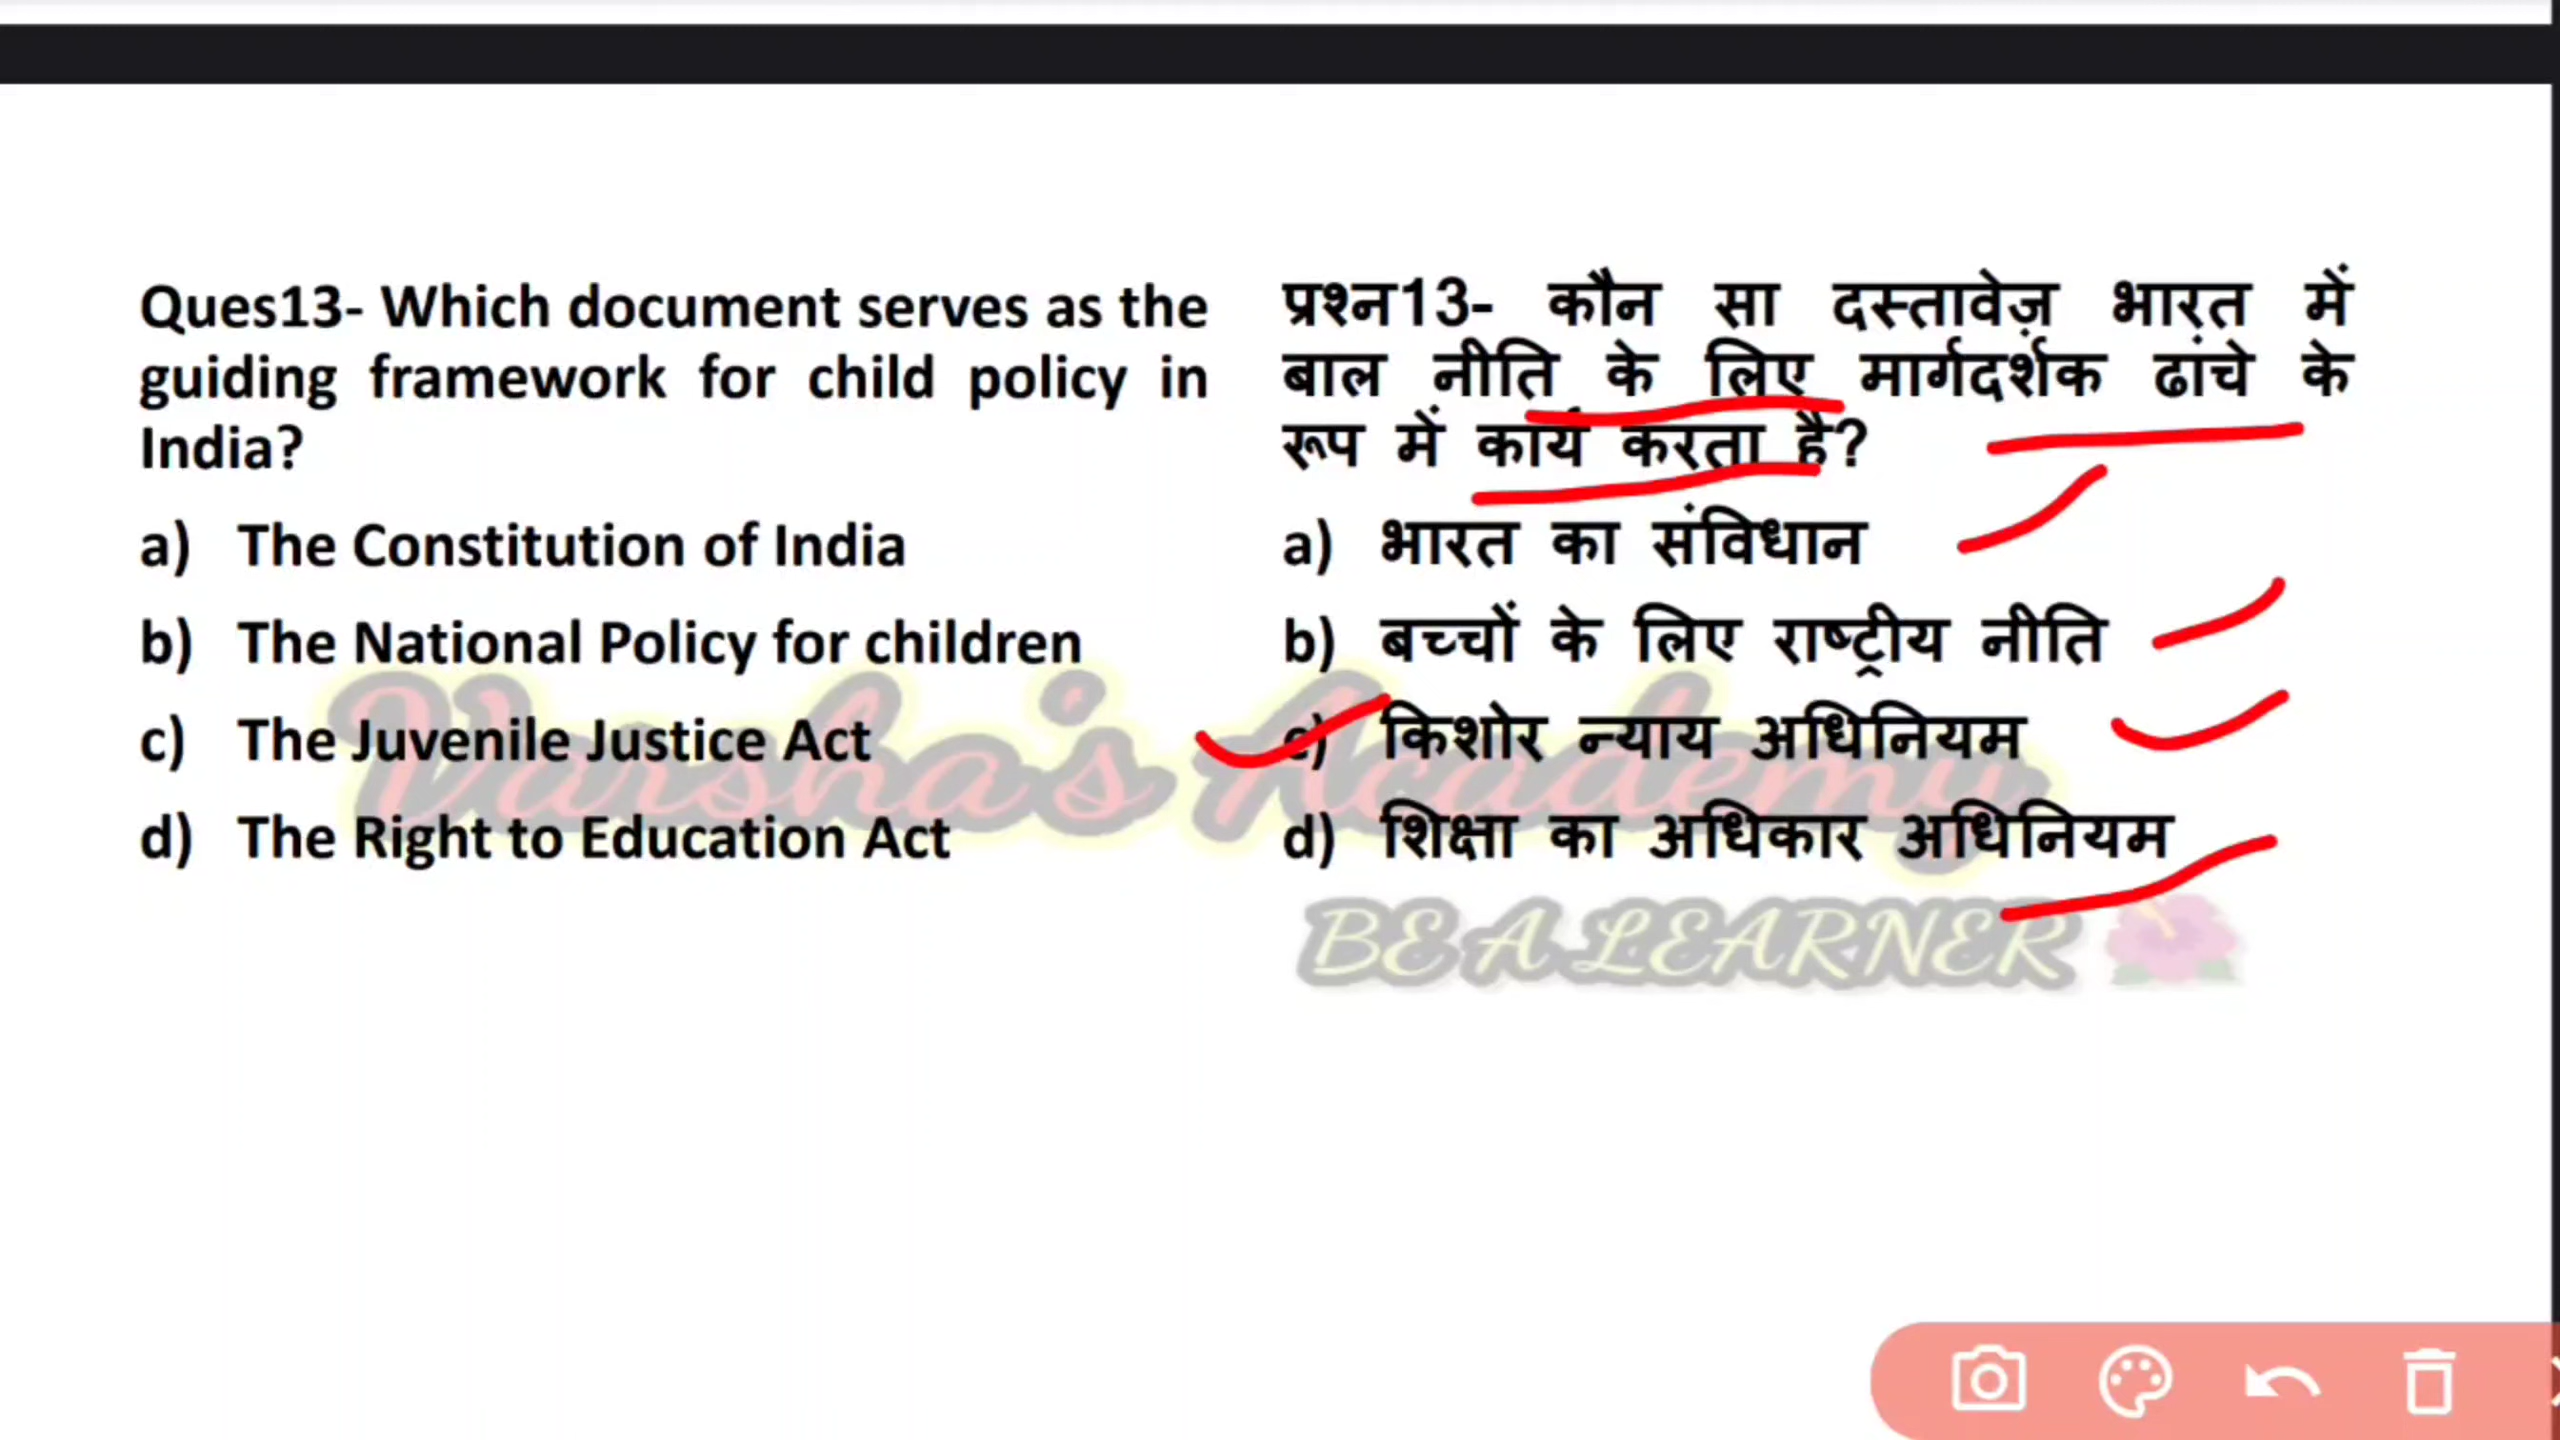 Ques13- Which document serves as the
guiding framework for child policy in
India?
a) The Constitution of India
b) The National Policy for children
c) The Juvenile Justice Act
d) The Right to Education Act
प्रश्न13- कौन सा दस्तावेज़ भारत में
बाल नीति के लिए मार्गदर्शक ढांचे के
रूप में कार्य करता है?
a) भारत का संविधान
b) बच्चों के लिए राष्ट्रीय नीति
c) किशोर न्याय अधिनियम
d) शिक्षा का अधिकार अधिनियम
Varsha's Academy
BE A LEARNER